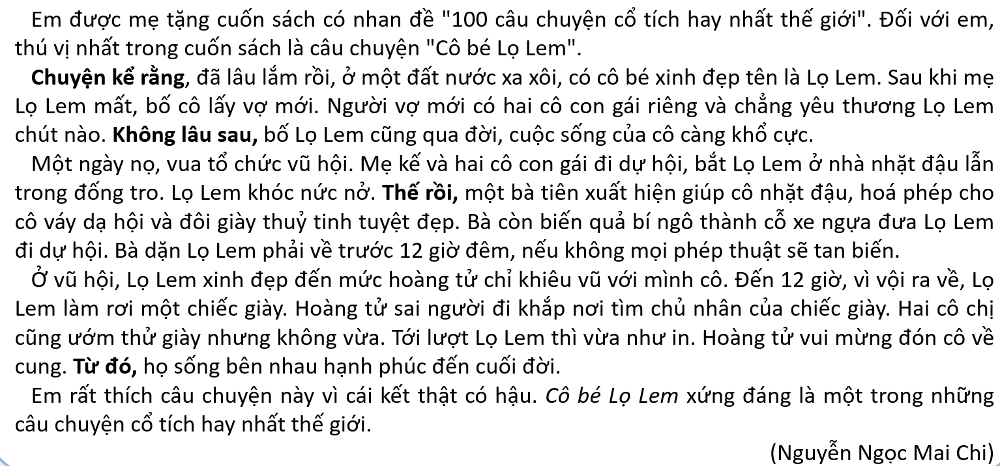 Em được mẹ tặng cuốn sách có nhan đề "100 câu chuyện cổ tích hay nhất thế giới". Đối với em,
thú vị nhất trong cuốn sách là câu chuyện "Cô bé Lọ Lem".
Chuyện kể rằng, đã lâu lắm rồi, ở một đất nước xa xôi, có cô bé xinh đẹp tên là Lọ Lem. Sau khi mẹ
Lọ Lem mất, bố cô lấy vợ mới. Người vợ mới có hai cô con gái riêng và chẳng yêu thương Lọ Lem
chút nào. Không lâu sau, bố Lọ Lem cũng qua đời, cuộc sống của cô càng khổ cực.
Một ngày nọ, vua tổ chức vũ hội. Mẹ kế và hai cô con gái đi dự hội, bắt Lọ Lem ở nhà nhặt đậu lẫn
trong đống tro. Lọ Lem khóc nức nở. Thế rồi, một bà tiên xuất hiện giúp cô nhặt đậu, hoá phép cho
cô váy dạ hội và đôi giày thuỷ tinh tuyệt đẹp. Bà còn biến quả bí ngô thành cỗ xe ngựa đưa Lọ Lem
đi dự hội. Bà dặn Lọ Lem phải về trước 12 giờ đêm, nếu không mọi phép thuật sẽ tan biến.
Ở vũ hội, Lọ Lem xinh đẹp đến mức hoàng tử chỉ khiêu vũ với mình cô. Đến 12 giờ, vì vội ra về, Lọ
Lem làm rơi một chiếc giày. Hoàng tử sai người đi khắp nơi tìm chủ nhân của chiếc giày. Hai cô chị
cũng ướm thử giày nhưng không vừa. Tới lượt Lọ Lem thì vừa như in. Hoàng tử vui mừng đón cô về
cung. Từ đó, họ sống bên nhau hạnh phúc đến cuối đời.
Em rất thích câu chuyện này vì cái kết thật có hậu. Cô bé Lọ Lem xứng đáng là một trong những
câu chuyện cổ tích hay nhất thế giới.
(Nguyễn Ngọc Mai Chi)